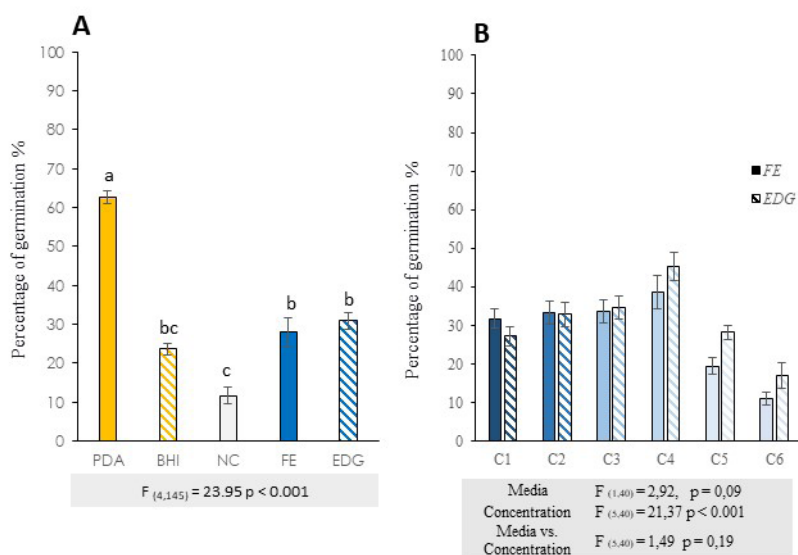 A
Percentage of germination %
100
90
80
70
60
50
40
30
20
10
0
a
bc
c
b
b
PDA BHI NC FE EDG
F (4,145) = 23.95 p < 0.001
B
Percentage of germination %
100
90
80
70
60
50
40
30
20
10
0
FE
EDG
C1 C2 C3 C4 C5 C6
Media F (1,40) = 2,92, p = 0,09
Concentration F (5,40) = 21,37 p < 0.001
Media vs.
Concentration F (5,40) = 1,49 p = 0,19